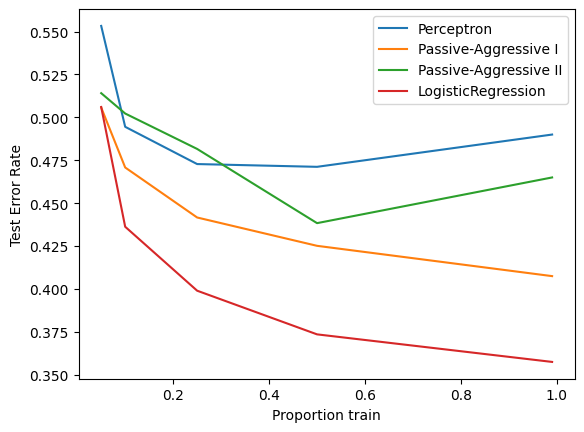 Perceptron
Passive-Aggressive I
Passive-Aggressive II
LogisticRegression
0.550
0.525
0.500
0.475
0.450
0.425
0.400
0.375
0.350
Test Error Rate
0.2 0.4 0.6 0.8 1.0
Proportion train